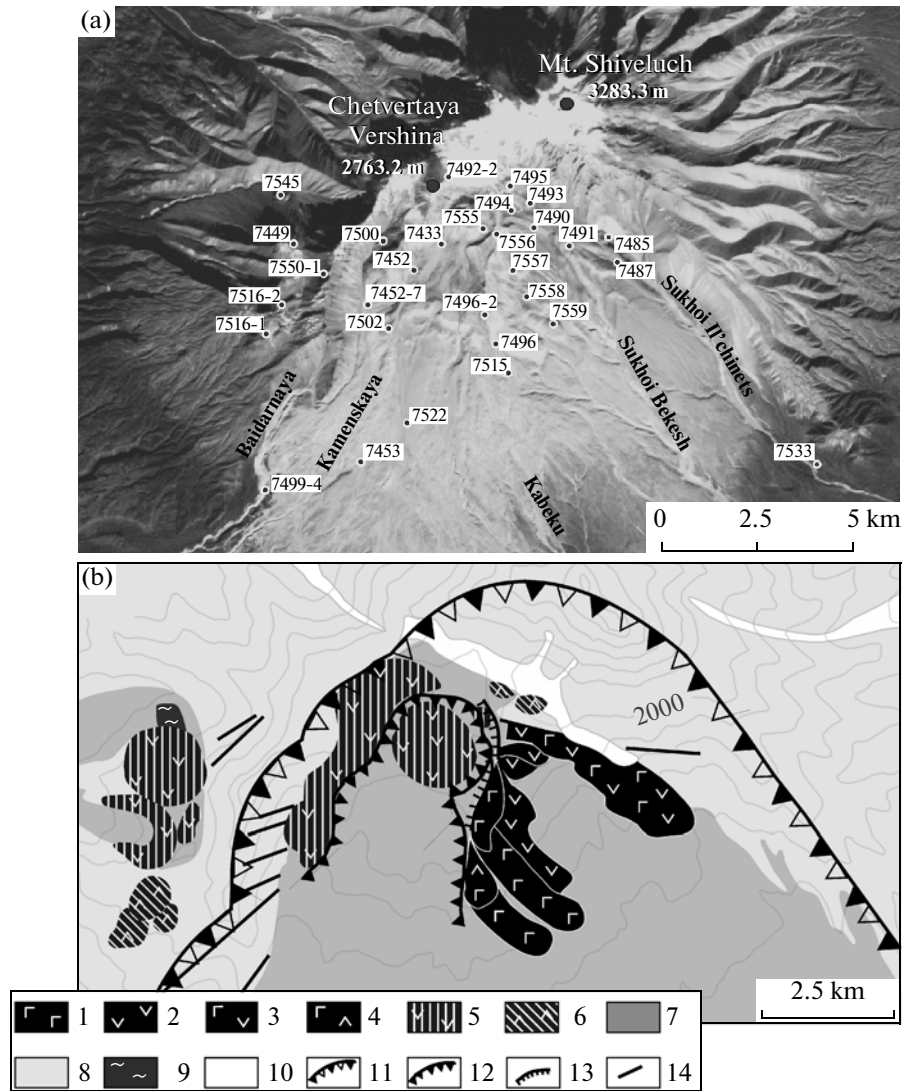 (a)
Mt. Shiveluch
3283.3 m
Chetvertaya
Vershina
2763.2 m
7492-2
7495
7545
7493
7494
7555
7490
7449
7500
7433
7491
7485
7556
7550-1
7452
7557
7487
7516-2
7452-7
7496-2
7558
7559
7516-1
7502
7496
7515
Sukhoi Il'chinets
Sukhoi Bekesh
Baidarnaya
Kamenskaya
7522
7453
7533
7499-4
Kabeku
0 2.5 5 km
(b)
2000
2.5 km
1 2 3 4 5 6 7
8 9 10 11 12 13 14